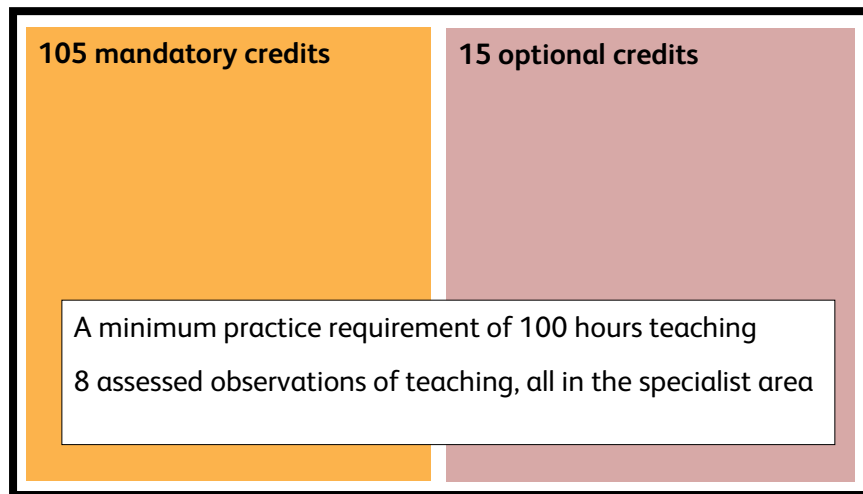 105 mandatory credits
15 optional credits
A minimum practice requirement of 100 hours teaching
8 assessed observations of teaching, all in the specialist area